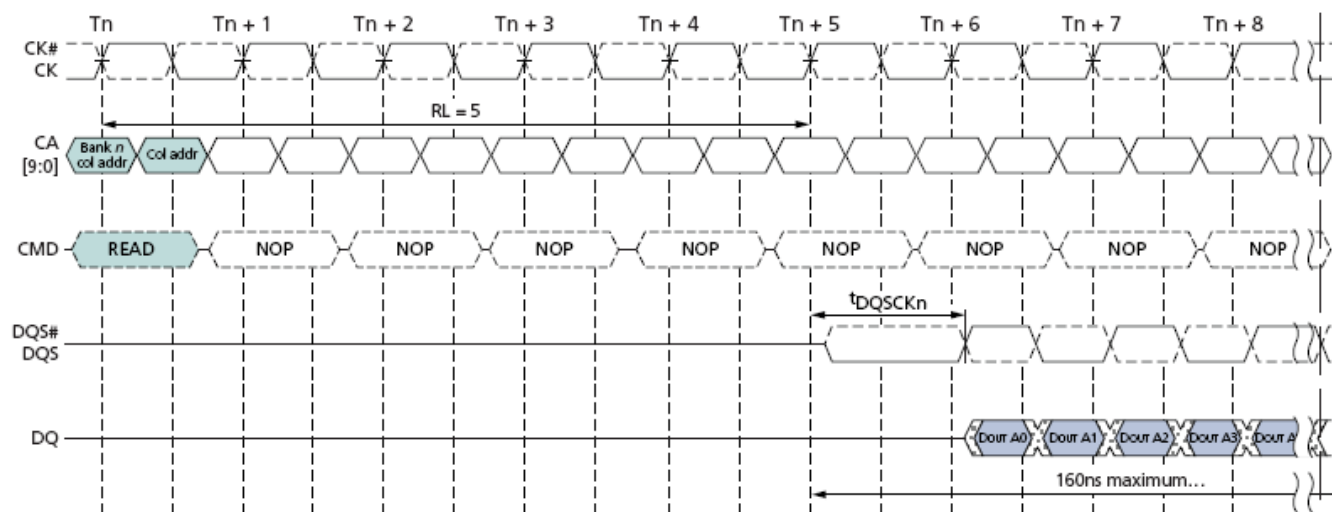 Tn Tn + 1 Tn + 2 Tn + 3 Tn + 4 Tn + 5 Tn + 6 Tn + 7 Tn + 8
CK#
CK
RL = 5
CA
[9:0]
Bank n
col addr
Col addr
CMD READ NOP NOP NOP NOP NOP NOP NOP NOP
tDQSCKn
DQS#
DQS
DQ DOUT A0 DOUT A1 DOUT A2 DOUT A3 DOUT A
160ns maximum…